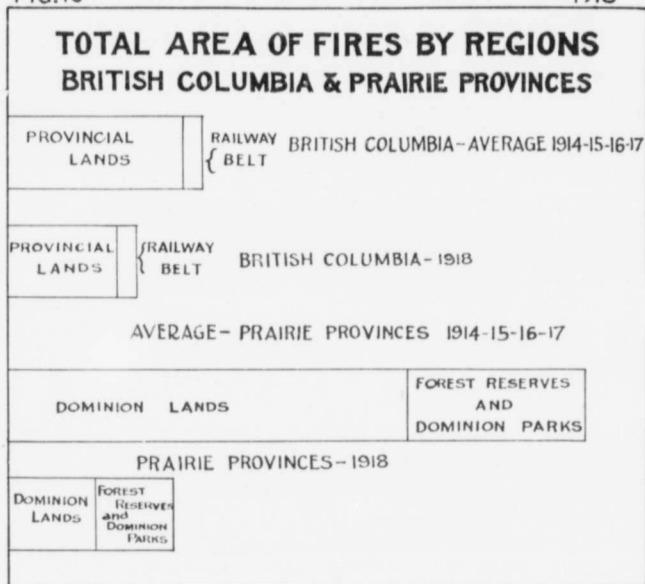 1918
TOTAL AREA OF FIRES BY REGIONS
BRITISH COLUMBIA & PRAIRIE PROVINCES
PROVINCIAL
LANDS
RAILWAY
BELT
BRITISH COLUMBIA-AVERAGE 1914-15-16-17
PROVINCIAL
LANDS
RAILWAY
BELT
BRITISH COLUMBIA-1918
AVERAGE-PRAIRIE PROVINCES 1914-15-16-17
DOMINION LANDS
FOREST RESERVES
AND
DOMINION PARKS
PRAIRIE PROVINCES-1918
DOMINION
LANDS
FOREST
RESERVES
and
DOMINION
PARKS